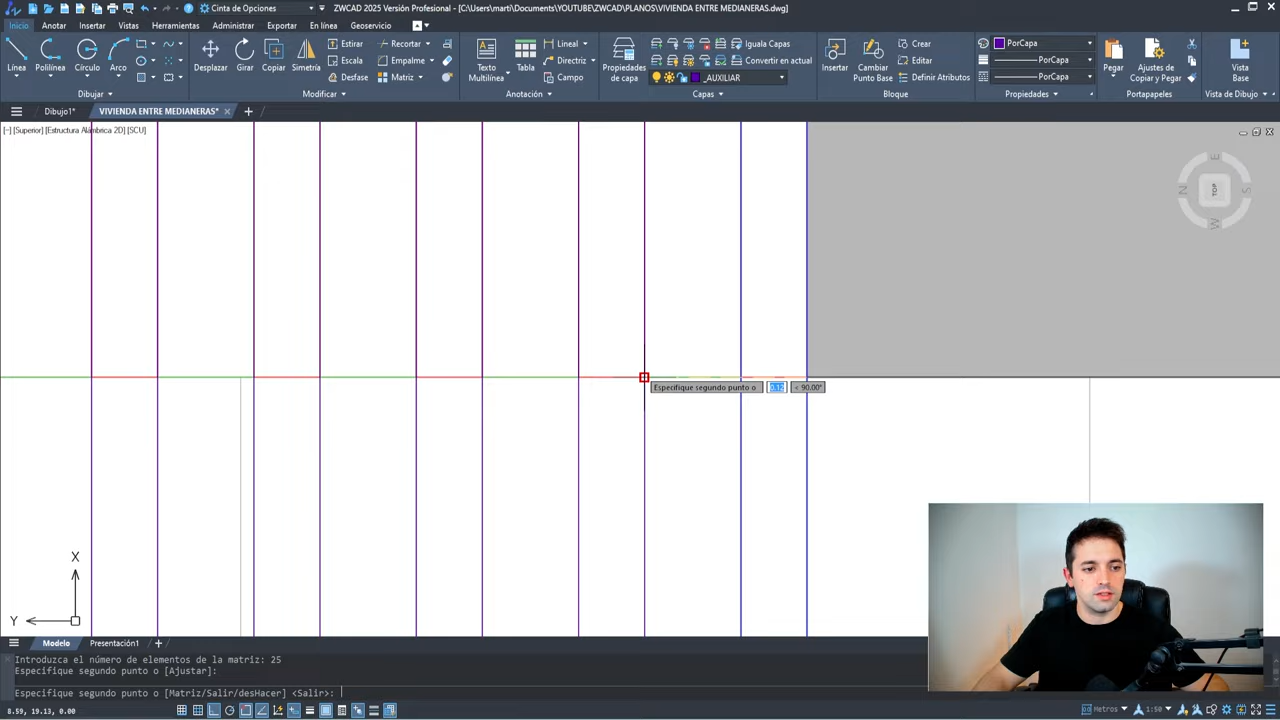 Cinta de Opciones
ZWCAD 2025 Versión Profesional - [C:\Users\marti\Documents\YOUTUBE\ZWCAD\PLANOS\VIVIENDA ENTRE MEDIANERAS.dwg]
Inicio Anotar Insertar Vistas Herramientas Administrar Exportar En línea Geoservicio
Línea Polilínea Círculo Arco
Dibujar
Desplazar Girar Copiar Simetría
Estirar Recortar
Escala Empalme
Desfase Matriz
Modificar
Texto Multilínea Tabla
Lineal
Directriz
Campo
Anotación
Propiedades de capa
Iguala Capas
Convertir en actual
_AUXILIAR
Capas
Insertar Cambiar Punto Base
Crear
Editar
Definir Atributos
Bloque
PorCapa
PorCapa
PorCapa
Propiedades
Pegar Ajustes de Copiar y Pegar
Portapapeles
Vista Base
Vista de Dibujo
Dibujo1*
VIVIENDA ENTRE MEDIANERAS*
[−] [Superior] [Estructura Alámbrica 2D] [SCU]
E
N TOP S
W
Especifique segundo punto o 0.12 < 90.00°
X
Y
Modelo Presentación1
Introduzca el número de elementos de la matriz: 25
Especifique segundo punto o [Ajustar]:
Especifique segundo punto o [Matriz/Salir/desHacer] <Salir>:
8.59, 19.13, 0.00
Metros 1:50